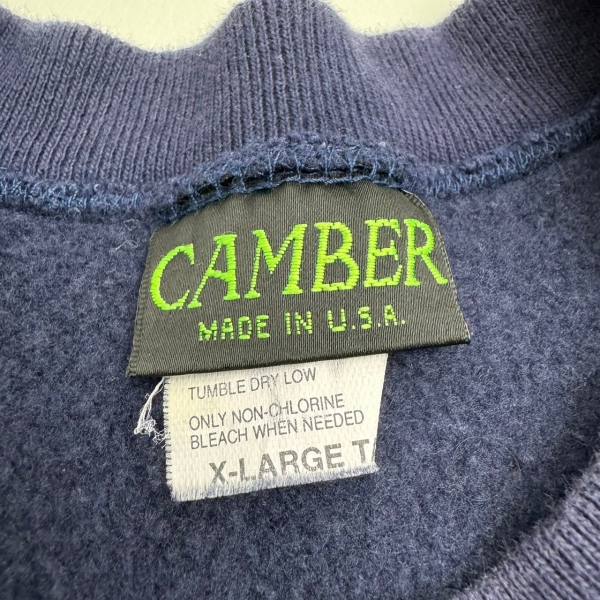 CAMBER
MADE IN U.S.A.
TUMBLE DRY LOW
ONLY NON-CHLORINE
BLEACH WHEN NEEDED
X-LARGE